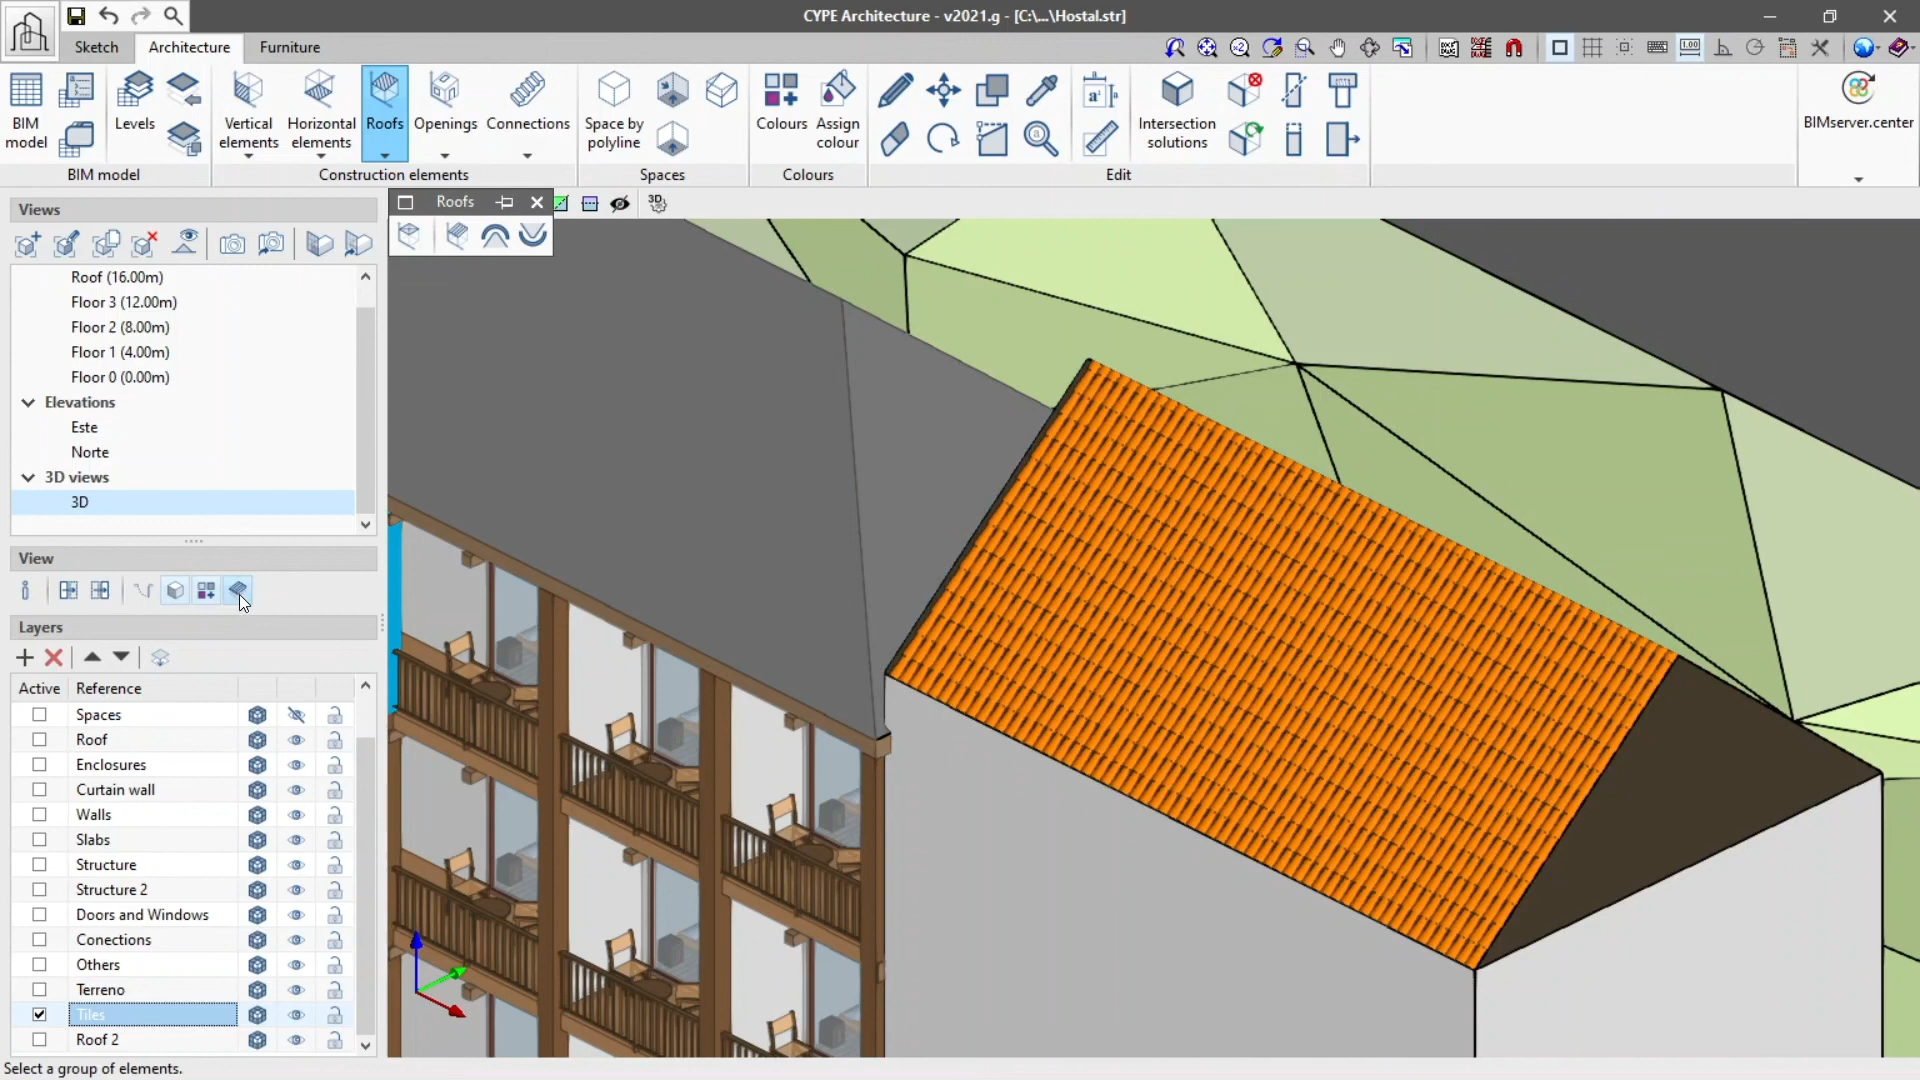 CYPE Architecture - v2021.g - [C:\...\Hostal.str]
Sketch
Architecture
Furniture
BIM model
Levels
Vertical elements
Horizontal elements
Roofs
Openings
Connections
Space by polyline
Colours
Assign colour
Intersection solutions
BIMserver.center
BIM model
Construction elements
Spaces
Colours
Edit
Views
Roofs
3D
Roof (16.00m)
Floor 3 (12.00m)
Floor 2 (8.00m)
Floor 1 (4.00m)
Floor 0 (0.00m)
Elevations
Este
Norte
3D views
3D
View
Layers
Active Reference
Spaces
Roof
Enclosures
Curtain wall
Walls
Slabs
Structure
Structure 2
Doors and Windows
Conections
Others
Terreno
Tiles
Roof 2
Select a group of elements.